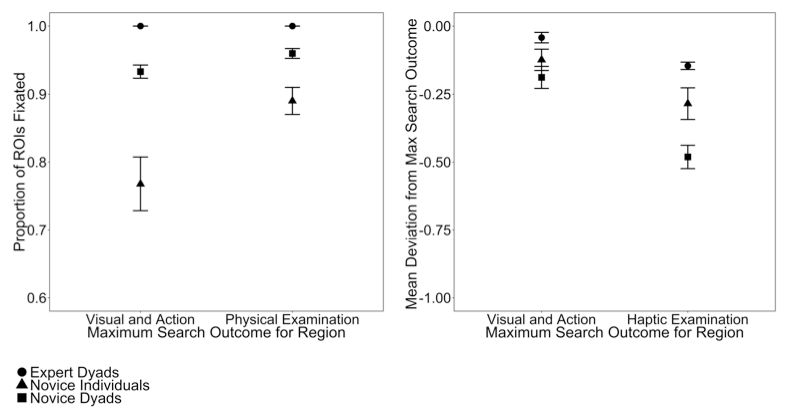 Proportion of ROIs Fixated
1.0
0.9
0.8
0.7
0.6
Visual and Action Physical Examination
Maximum Search Outcome for Region
Mean Deviation from Max Search Outcome
0.00
-0.25
-0.50
-0.75
-1.00
Visual and Action Haptic Examination
Maximum Search Outcome for Region
Expert Dyads
Novice Individuals
Novice Dyads